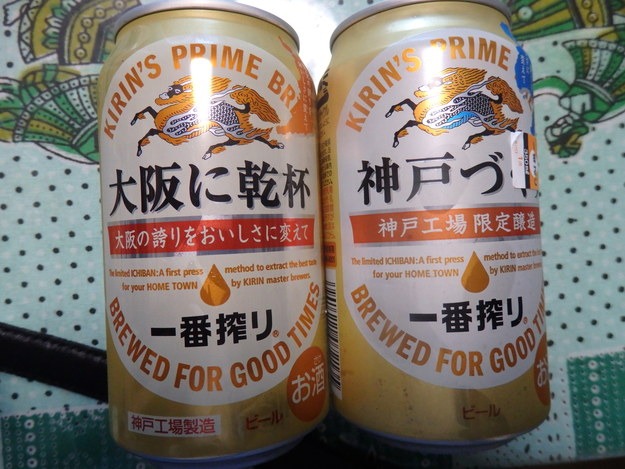 KIRIN'S PRIME BR
大阪に乾杯
大阪の誇りをおいしさに変えて
The limited ICHIBAN: A first press method to extract the best taste
for your HOME TOWN by KIRIN master brewers.
一番搾り®
BREWED FOR GOOD TIMES
お酒
神戸工場製造
ビール
KIRIN'S PRIME
神戸づ
神戸工場 限定醸造
The limited ICHIBAN: A first press method to extract the best
for your HOME TOWN by KIRIN master brewers.
一番搾り®
BREWED FOR GOOD
お
ビール